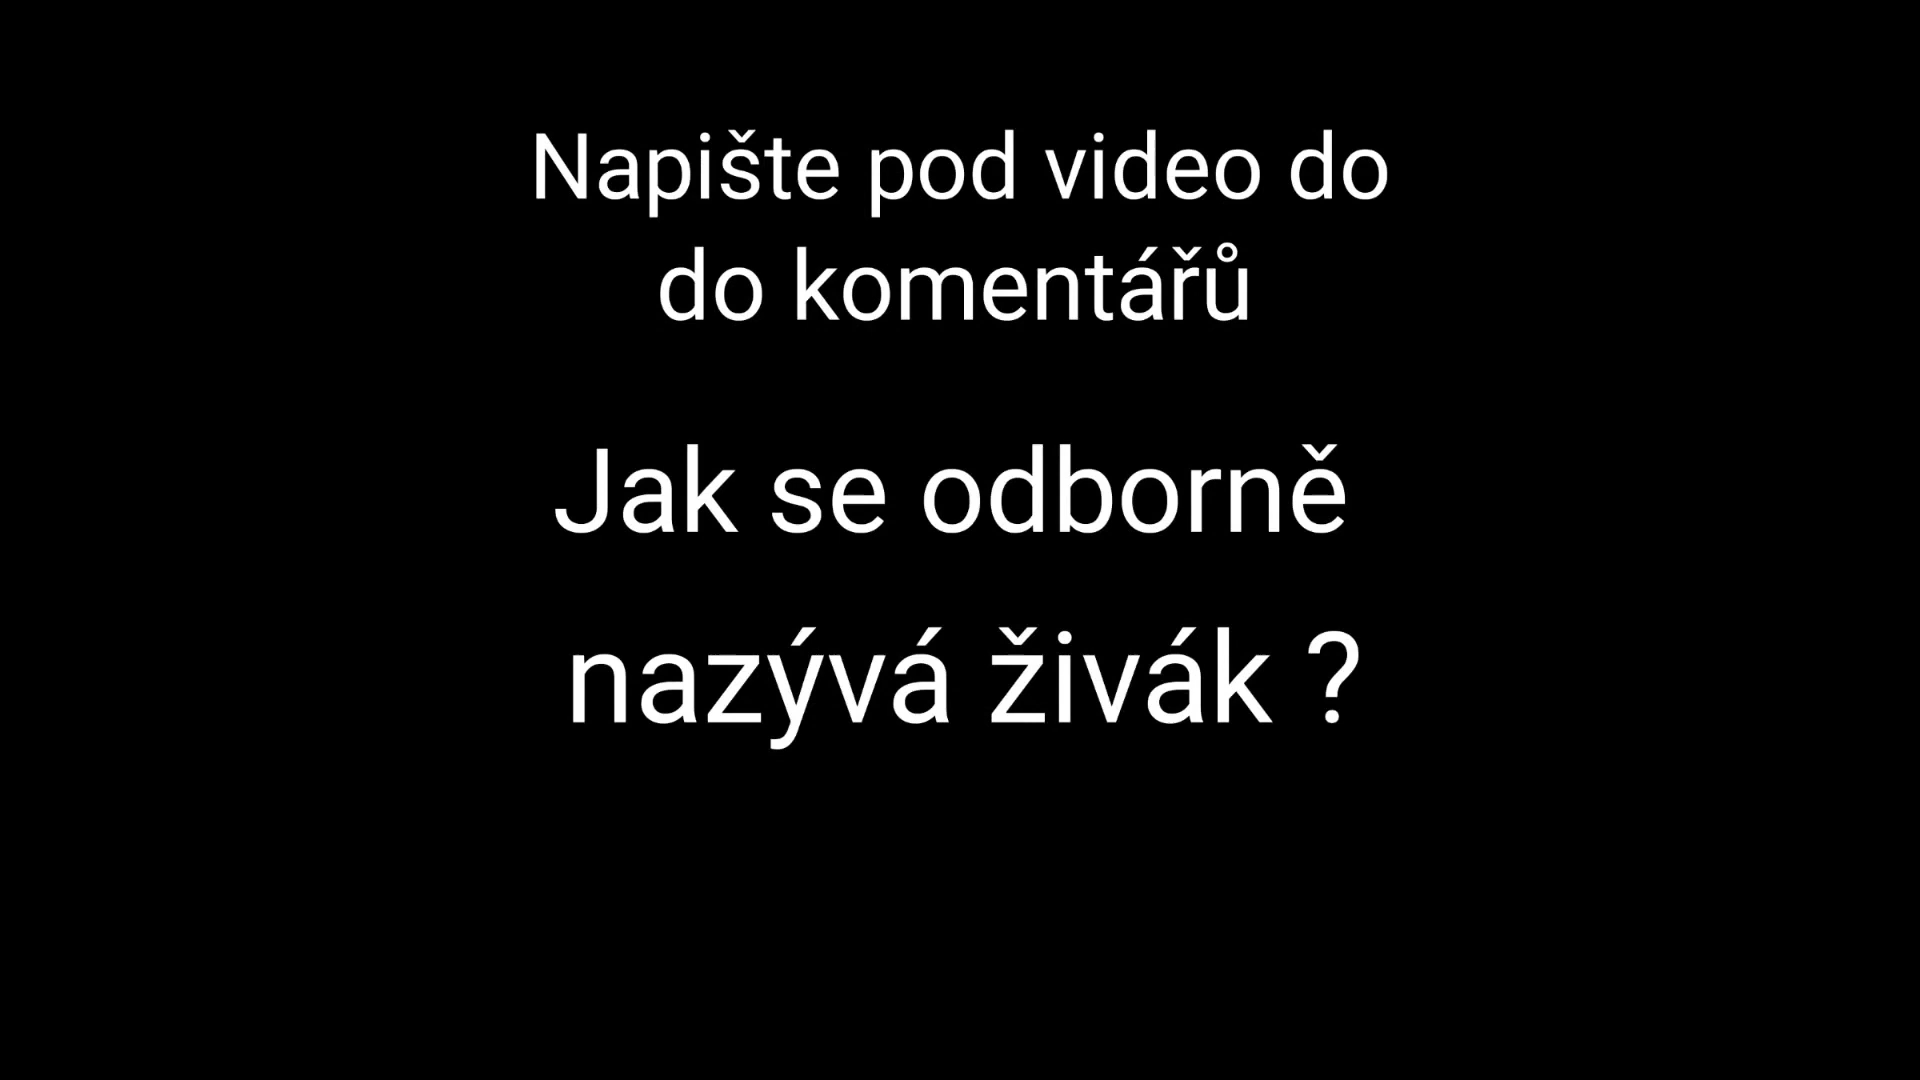 Napište pod video do
do komentářů
Jak se odborně
nazývá živák ?